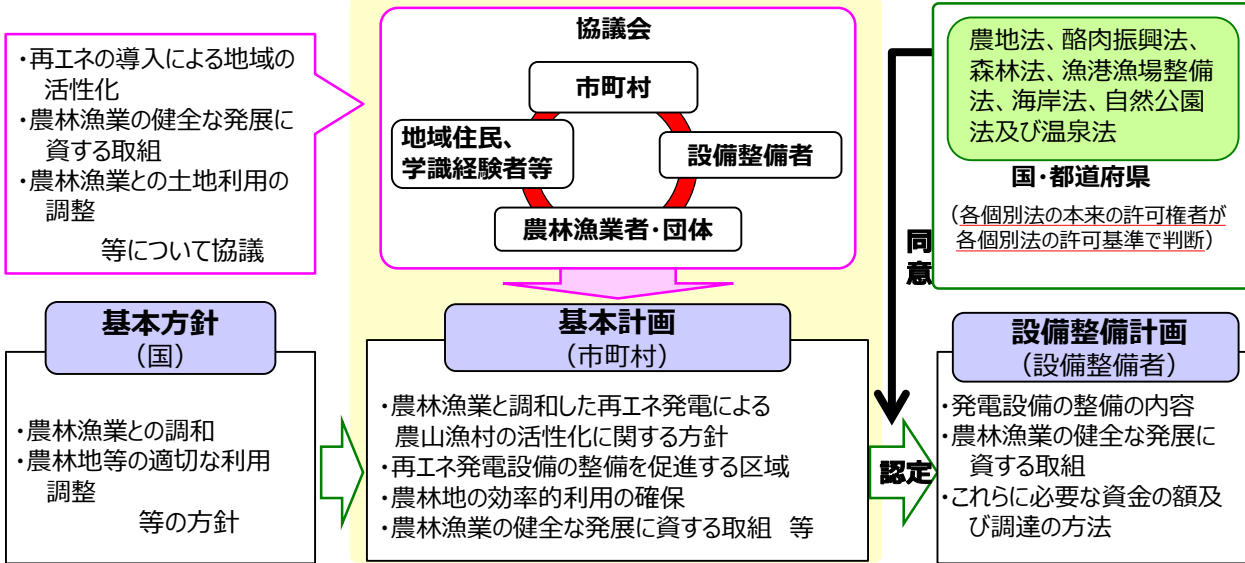 ・再エネの導入による地域の
活性化
・農林漁業の健全な発展に
資する取組
・農林漁業との土地利用の
調整
等について協議
協議会
市町村
地域住民、
学識経験者等
設備整備者
農林漁業者・団体
農地法、酪肉振興法、
森林法、漁港漁場整備
法、海岸法、自然公園
法及び温泉法
国・都道府県
（各個別法の本来の許可権者が
各個別法の許可基準で判断）
同
意
基本方針
（国）
・農林漁業との調和
・農林地等の適切な利用
調整
等の方針
基本計画
（市町村）
・農林漁業と調和した再エネ発電による
農山漁村の活性化に関する方針
・再エネ発電設備の整備を促進する区域
・農林地の効率的利用の確保
・農林漁業の健全な発展に資する取組　等
認定
設備整備計画
（設備整備者）
・発電設備の整備の内容
・農林漁業の健全な発展に
資する取組
・これらに必要な資金の額及
び調達の方法